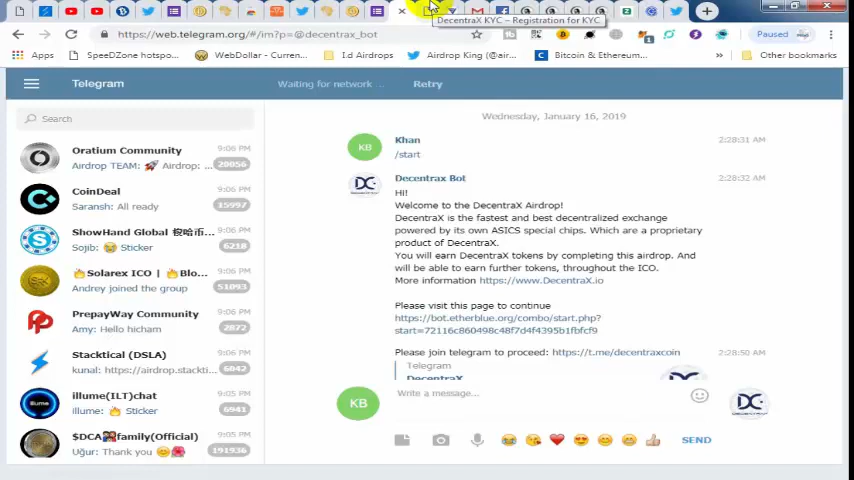 DecentraX KYC – Registration for KYC
https://web.telegram.org/#/im?p=@decentrax_bot
Paused
Apps
SpeedZone hotspo...
WebDollar - Curren...
I.d Airdrops
Airdrop King (@air...
Bitcoin & Ethereum...
»
Other bookmarks
Telegram
Waiting for network ...
Retry
Search
Wednesday, January 16, 2019
Oratium Community
9:06 PM
Airdrop TEAM: 🚀 Airdrop: ...
20056
CoinDeal
9:06 PM
Saransh: All ready
15997
ShowHand Global 梭哈币...
9:06 PM
Sojib: 😭 Sticker
6218
🔥Solarex ICO | 🔥Blo...
9:06 PM
Andrey joined the group
51093
PrepayWay Community
9:06 PM
Amy: Hello hicham
2872
Stacktical (DSLA)
9:06 PM
kunal: https://airdrop.stackti...
6042
illume(ILT)chat
9:05 PM
illume: 🔥 Sticker
6941
$DCA👪family(Official)
9:05 PM
Uğur: Thank you 😊🌺
191936
KB
Khan
2:28:31 AM
/start
DC
Decentrax Bot
2:28:32 AM
Hi!
Welcome to the DecentraX Airdrop!
DecentraX is the fastest and best decentralized exchange
powered by its own ASICS special chips. Which are a proprietary
product of DecentraX.
You will earn DecentraX tokens by completing this airdrop. And
will be able to earn further tokens, throughout the ICO.
More information https://www.DecentraX.io
Please visit this page to continue
https://bot.etherblue.org/combo/start.php?
start=72116c860498c48f7d4f4395b1fbfcf9
Please join telegram to proceed: https://t.me/decentraxcoin
2:28:50 AM
Telegram
DecentraX
KB
Write a message...
DC
SEND